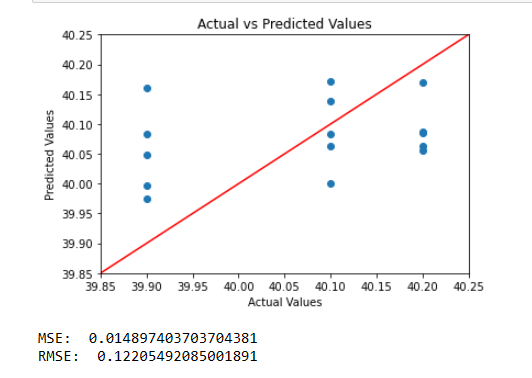 Actual vs Predicted Values
40.25
40.20
40.15
40.10
40.05
40.00
39.95
39.90
39.85
Predicted Values
39.85 39.90 39.95 40.00 40.05 40.10 40.15 40.20 40.25
Actual Values
MSE: 0.014897403703704381
RMSE: 0.12205492085001891